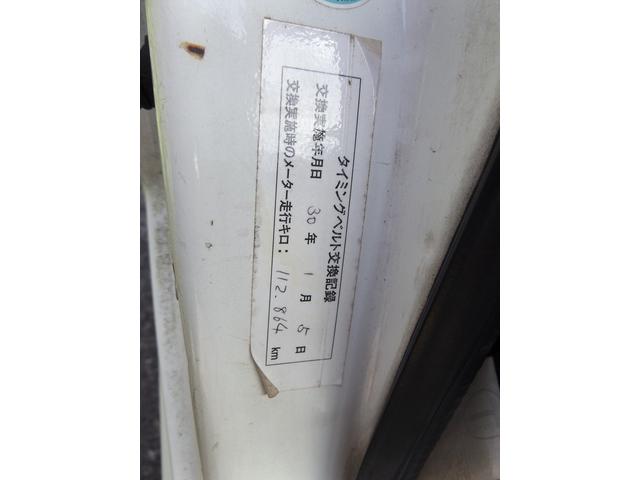 タイミングベルト交換記録
交換実施年月日 30年 1月 5日
交換実施時のメーター走行キロ: 112.864 km